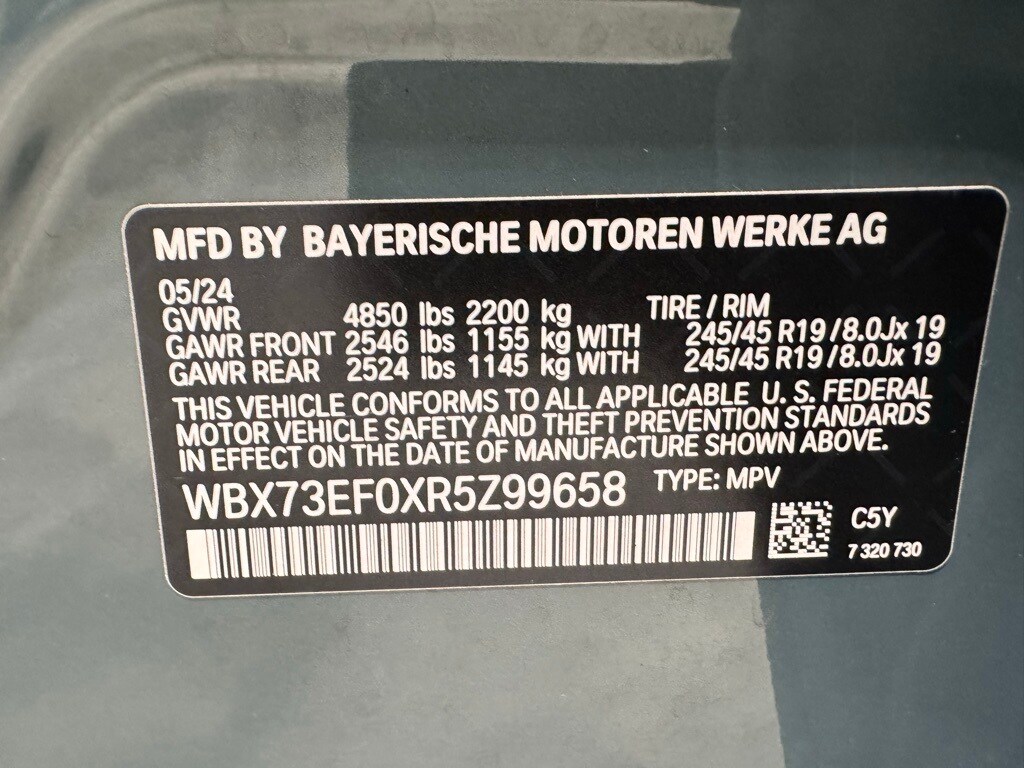 MFD BY BAYERISCHE MOTOREN WERKE AG
05/24
GVWR 4850 lbs 2200 kg TIRE / RIM
GAWR FRONT 2546 lbs 1155 kg WITH 245/45 R19 / 8.0Jx 19
GAWR REAR 2524 lbs 1145 kg WITH 245/45 R19 / 8.0Jx 19
THIS VEHICLE CONFORMS TO ALL APPLICABLE U. S. FEDERAL
MOTOR VEHICLE SAFETY AND THEFT PREVENTION STANDARDS
IN EFFECT ON THE DATE OF MANUFACTURE SHOWN ABOVE.
WBX73EF0XR5Z99658 TYPE: MPV
C5Y
7 320 730